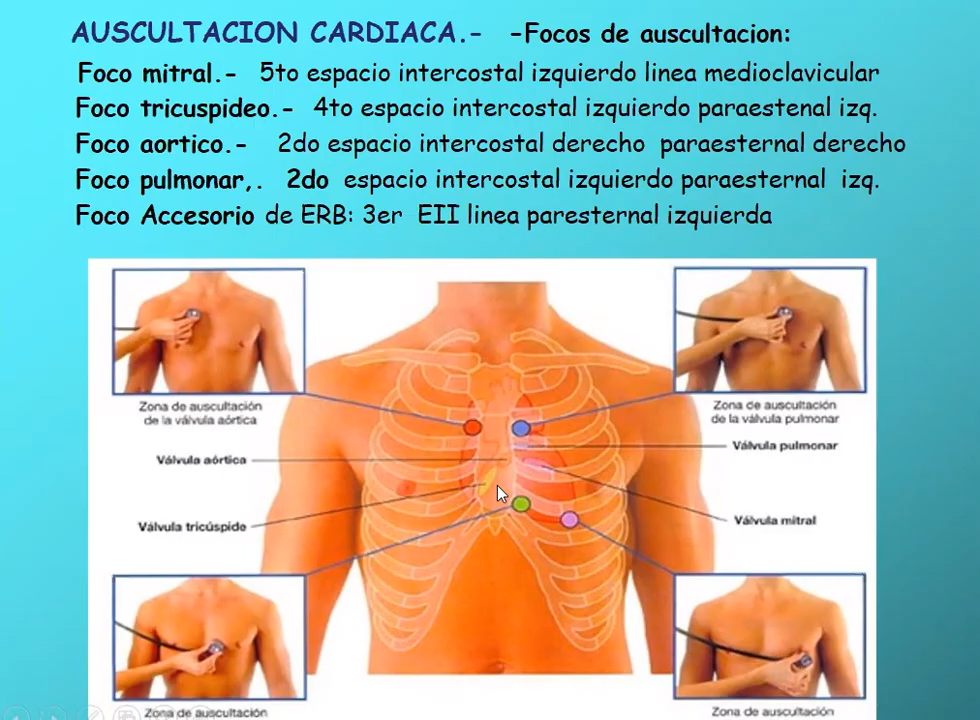 AUSCULTACION CARDIACA.- -Focos de auscultacion:
Foco mitral.- 5to espacio intercostal izquierdo linea medioclavicular
Foco tricuspideo.- 4to espacio intercostal izquierdo paraestenal izq.
Foco aortico.- 2do espacio intercostal derecho paraesternal derecho
Foco pulmonar,. 2do espacio intercostal izquierdo paraesternal izq.
Foco Accesorio de ERB: 3er EII linea paresternal izquierda
Zona de auscultación
de la válvula aórtica
Zona de auscultación
de la válvula pulmonar
Válvula pulmonar
Válvula aórtica
Válvula mitral
Válvula tricúspide
Zona de auscultación
Zona de auscultación